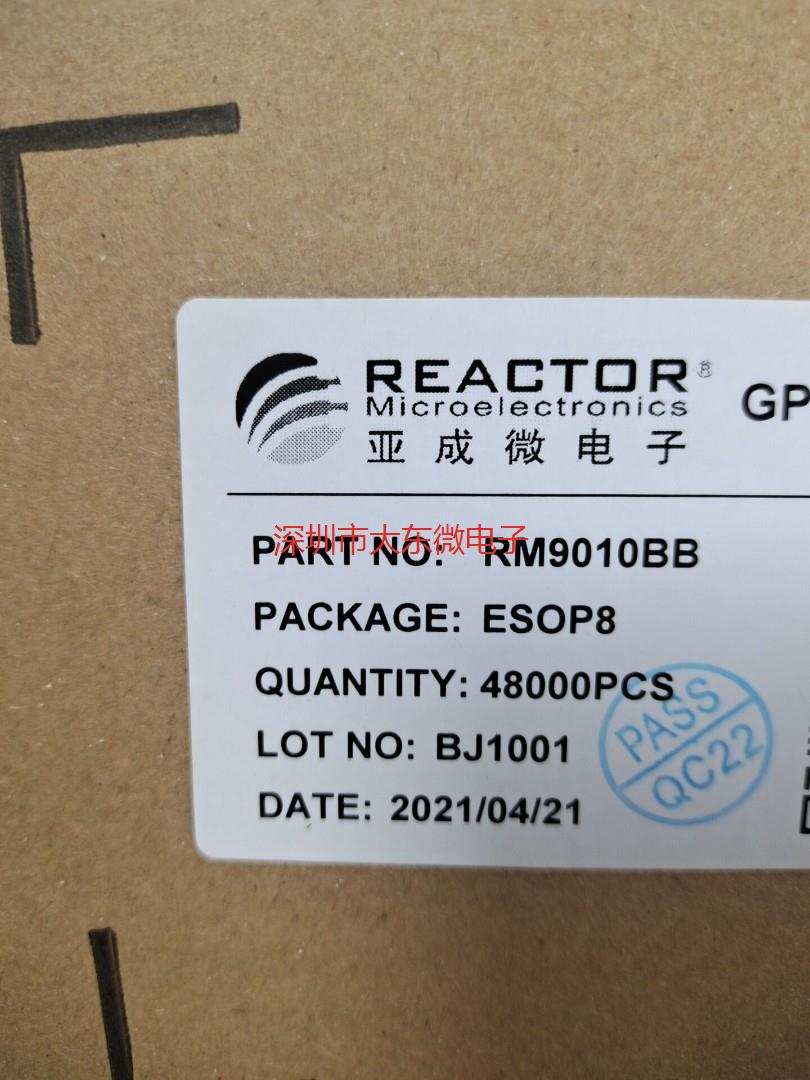 REACTOR®
Microelectronics
亚成微电子
GP
深圳市大东微电子
PART NO: RM9010BB
PACKAGE: ESOP8
QUANTITY: 48000PCS
LOT NO: BJ1001
DATE: 2021/04/21
PASS
QC22